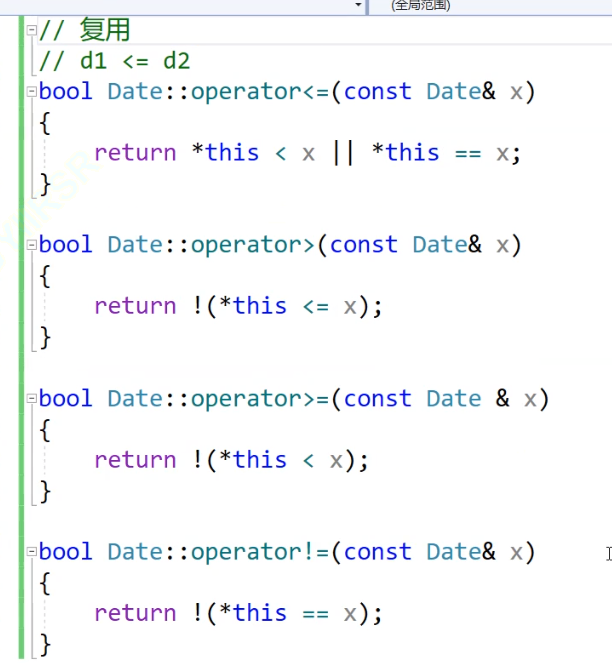 (全局范围)
// 复用
// d1 <= d2
bool Date::operator<=(const Date& x)
{
    return *this < x || *this == x;
}
bool Date::operator>(const Date& x)
{
    return !(*this <= x);
}
bool Date::operator>=(const Date & x)
{
    return !(*this < x);
}
bool Date::operator!=(const Date& x)
{
    return !(*this == x);
}